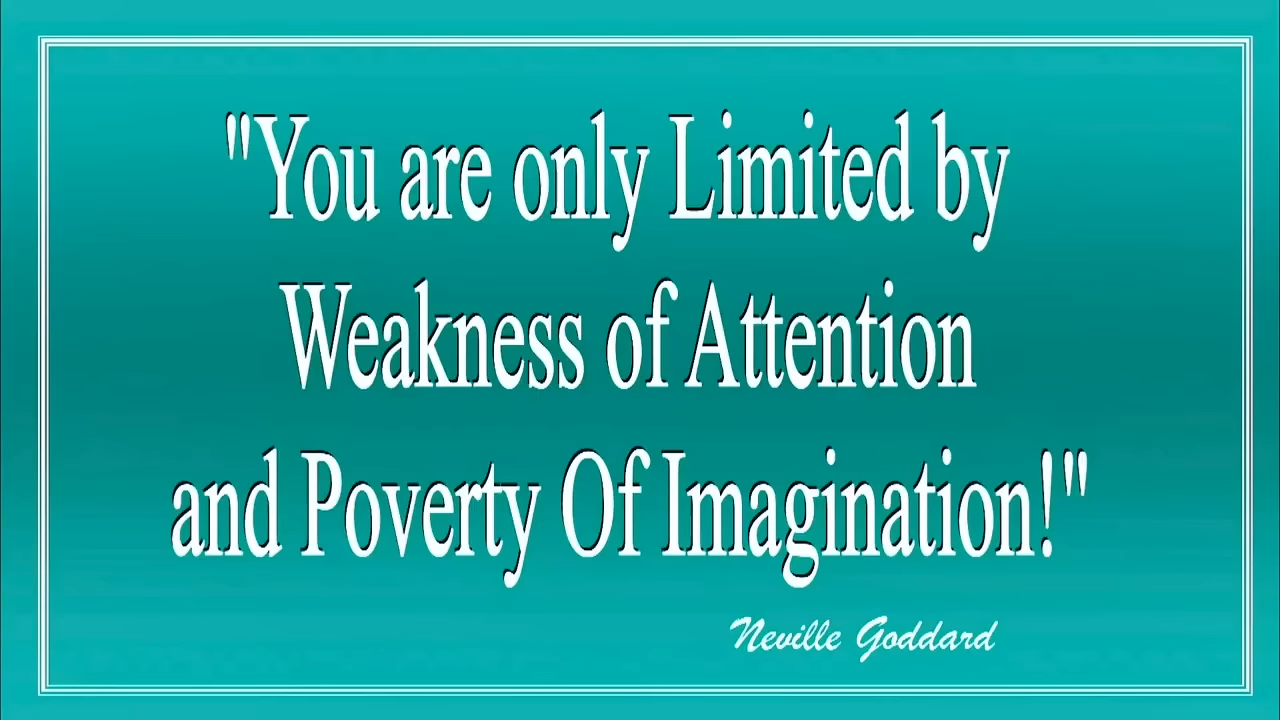 "You are only Limited by
Weakness of Attention
and Poverty Of Imagination!"
Neville Goddard